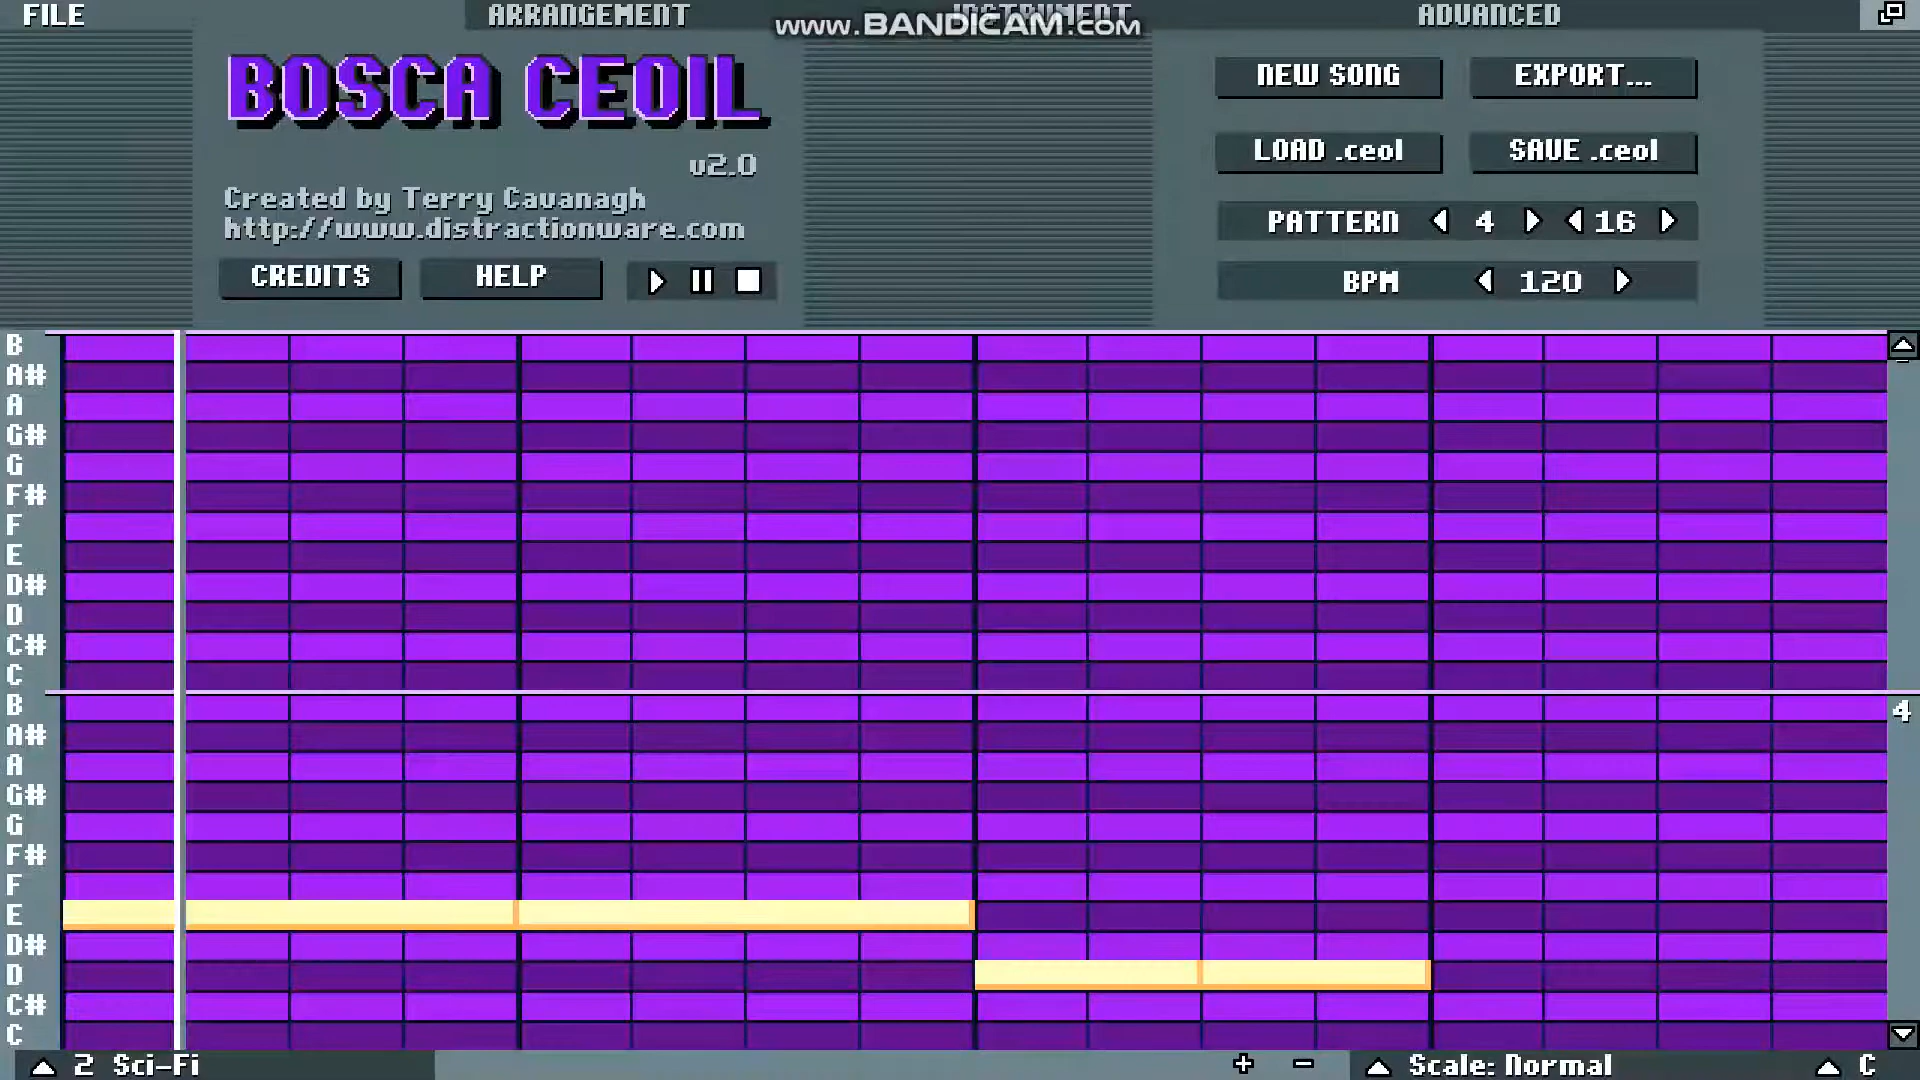 FILE
ARRANGEMENT
INSTRUMENT
ADVANCED
www.BANDICAM.com
BOSCA CEOIL
v2.0
Created by Terry Cavanagh
http://www.distractionware.com
CREDITS
HELP
NEW SONG
EXPORT...
LOAD .ceol
SAVE .ceol
PATTERN 4 16
BPM 120
B
A#
A
G#
G
F#
F
E
D#
D
C#
C
B
4
A#
A
G#
G
F#
F
E
D#
D
C#
C
2 Sci-Fi
+ −
Scale: Normal
C